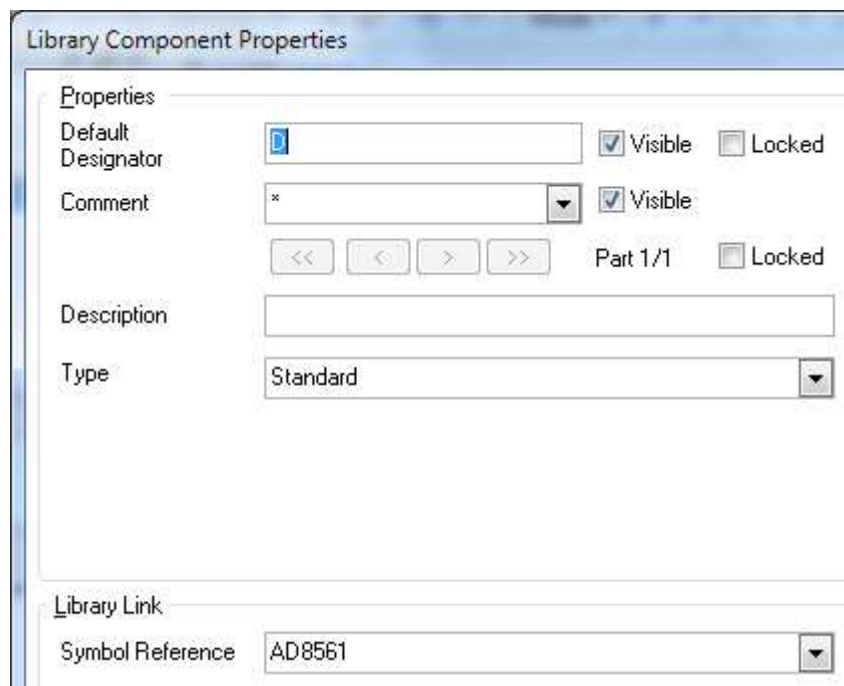 Library Component Properties
Properties
Default
Designator
D
Visible
Locked
Comment
*
Visible
<< < > >>
Part 1/1
Locked
Description
Type
Standard
Library Link
Symbol Reference
AD8561